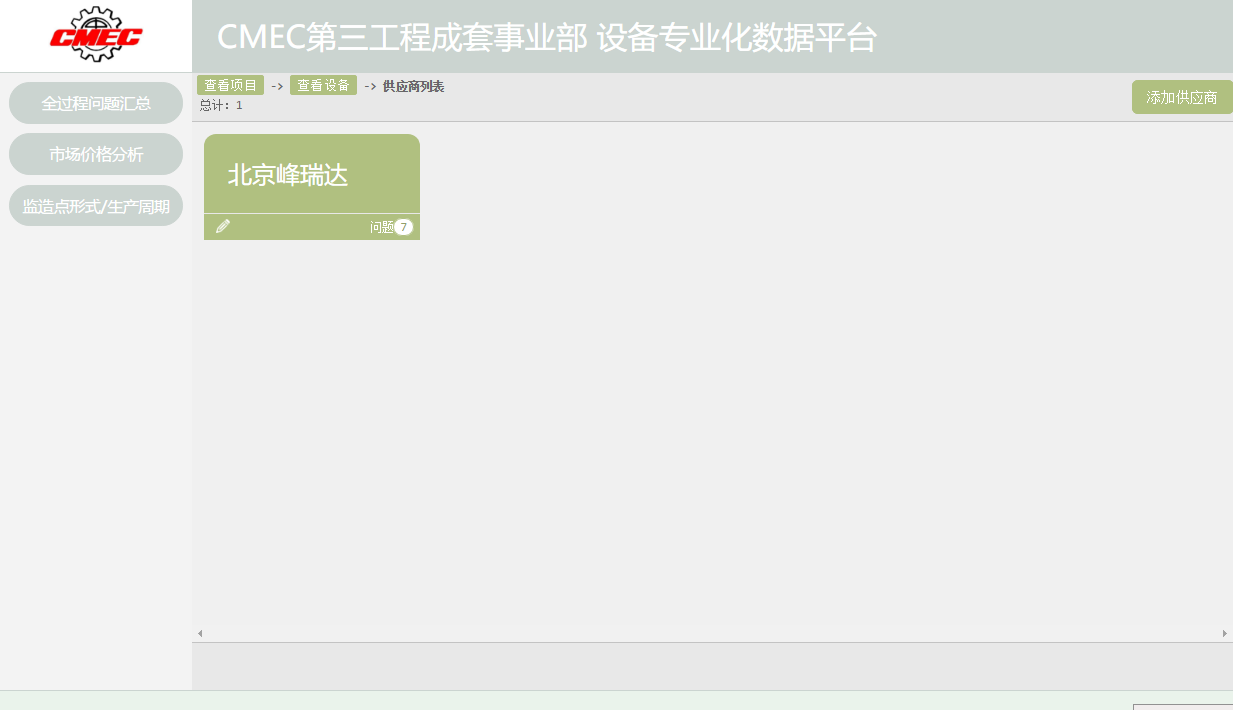 CMEC
CMEC第三工程成套事业部 设备专业化数据平台
全过程问题汇总
市场价格分析
监造点形式/生产周期
查看项目 -> 查看设备 -> 供应商列表
总计：1
添加供应商
北京峰瑞达
问题 7